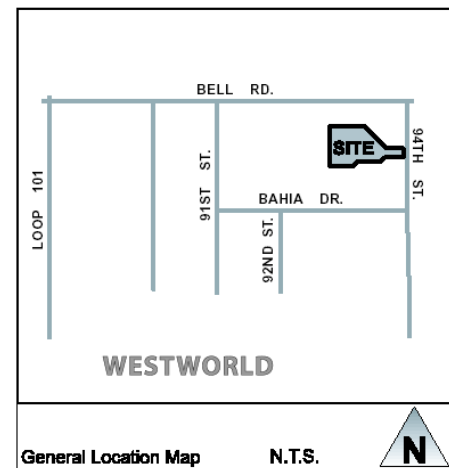 BELL RD.
SITE
94TH ST.
91ST ST.
LOOP 101
BAHIA DR.
92ND ST.
WESTWORLD
General Location Map N.T.S.
N